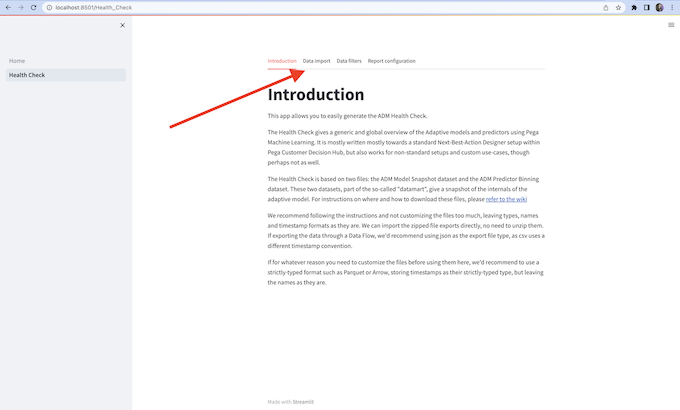 localhost:8501/Health_Check
Home
Health Check
Introduction Data import Data filters Report configuration
Introduction
This app allows you to easily generate the ADM Health Check.
The Health Check gives a generic and global overview of the Adaptive models and predictors using Pega
Machine Learning. It is mostly written mostly towards a standard Next-Best-Action Designer setup within
Pega Customer Decision Hub, but also works for non-standard setups and custom use-cases, though
perhaps not as well.
The Health Check is based on two files: the ADM Model Snapshot dataset and the ADM Predictor Binning
dataset. These two datasets, part of the so-called "datamart", give a snapshot of the internals of the
adaptive model. For instructions on where and how to download these files, please refer to the wiki
We recommend following the instructions and not customizing the files too much, leaving types, names
and timestamp formats as they are. We can import the zipped file exports directly, no need to unzip them.
If exporting the data through a Data Flow, we'd recommend using json as the export file type, as csv uses a
different timestamp convention.
If for whatever reason you need to customize the files before using them here, we'd recommend to use a
strictly-typed format such as Parquet or Arrow, storing timestamps as their strictly-typed type, but leaving
the names as they are.
Made with Streamlit